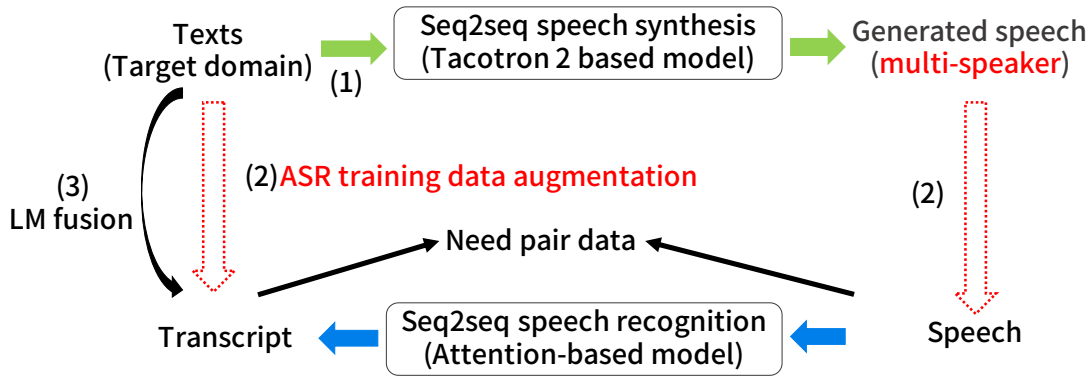 Texts
(Target domain)
(1)
Seq2seq speech synthesis
(Tacotron 2 based model)
Generated speech
(multi-speaker)
(3)
LM fusion
(2)ASR training data augmentation
(2)
Need pair data
Transcript
Seq2seq speech recognition
(Attention-based model)
Speech